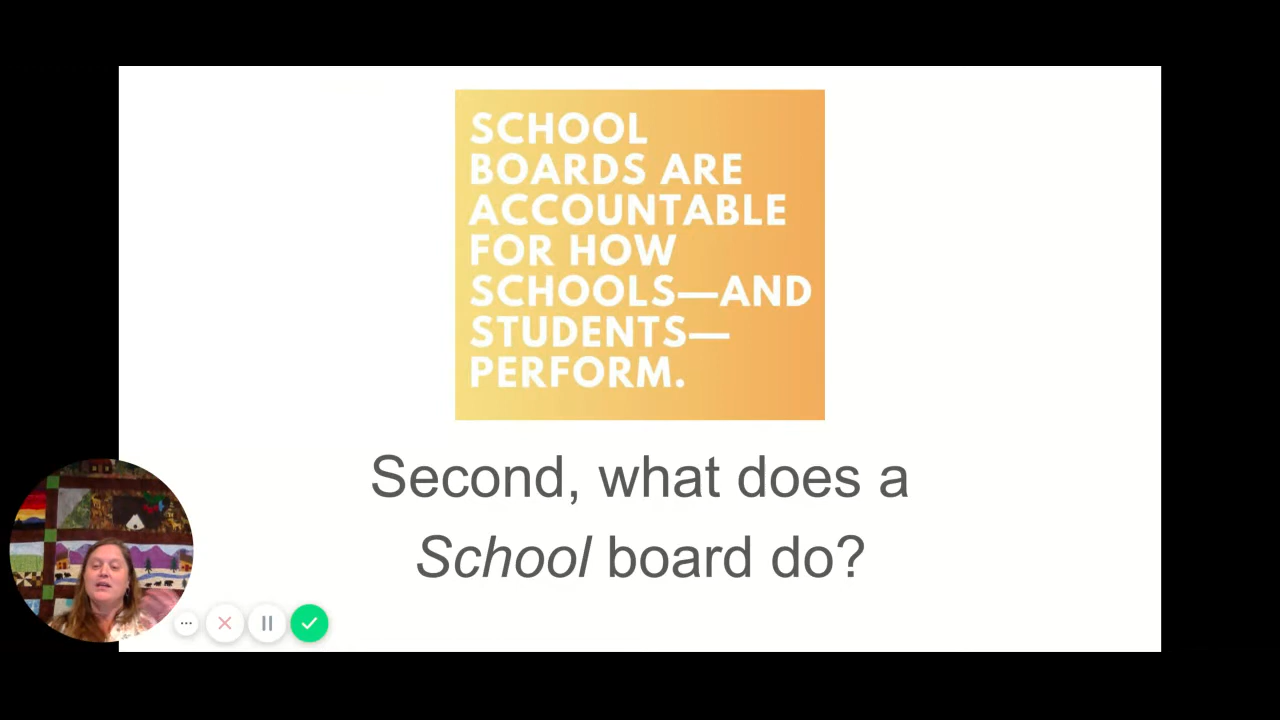 SCHOOL
BOARDS ARE
ACCOUNTABLE
FOR HOW
SCHOOLS—AND
STUDENTS—
PERFORM.
Second, what does a
School board do?